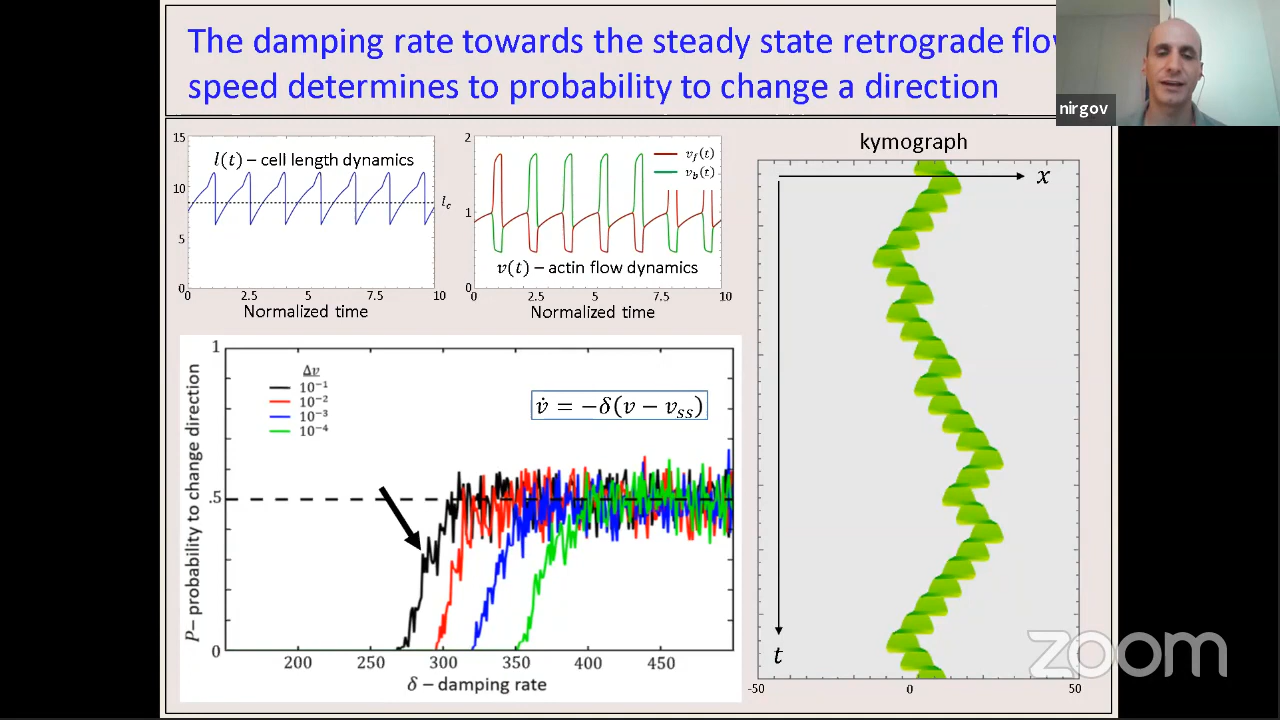 The damping rate towards the steady state retrograde flo
speed determines to probability to change a direction
nirgov
15
10
5
0
l(t) – cell length dynamics
l_c
0 2.5 5 7.5 10
Normalized time
2
1
0
v_f(t)
v_b(t)
v(t) – actin flow dynamics
0 2.5 5 7.5 10
Normalized time
kymograph
x
t
-50 0 50
P– probability to change direction
1
.5
0
Δv
10⁻¹
10⁻²
10⁻³
10⁻⁴
v̇ = −δ(v − v_SS)
200 250 300 350 400 450
δ – damping rate
zoom